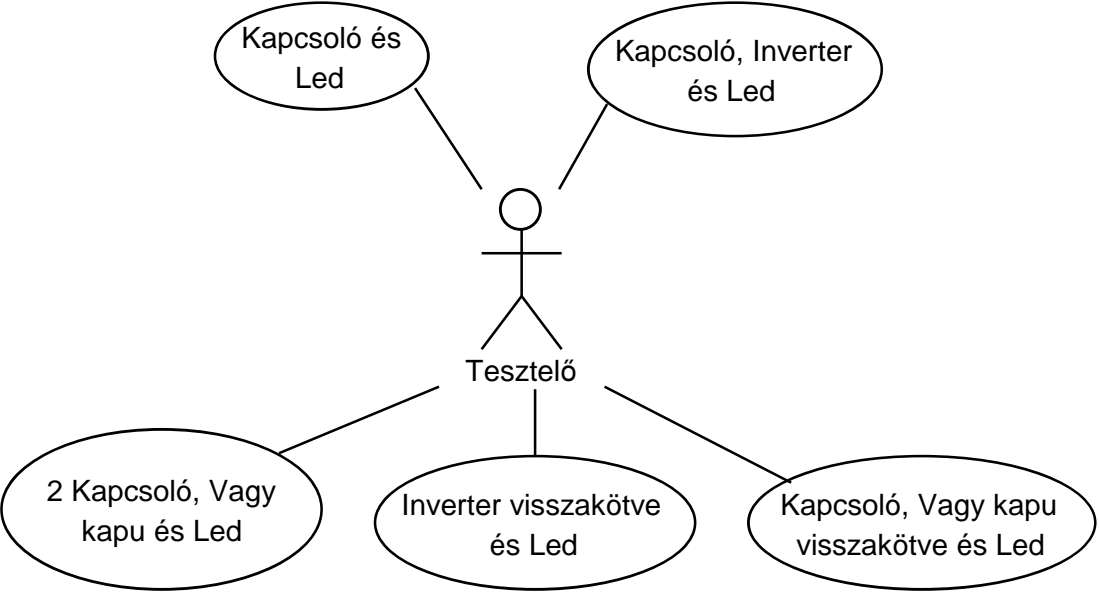 Kapcsoló és
Led
Kapcsoló, Inverter
és Led
Tesztelő
2 Kapcsoló, Vagy
kapu és Led
Inverter visszakötve
és Led
Kapcsoló, Vagy kapu
visszakötve és Led